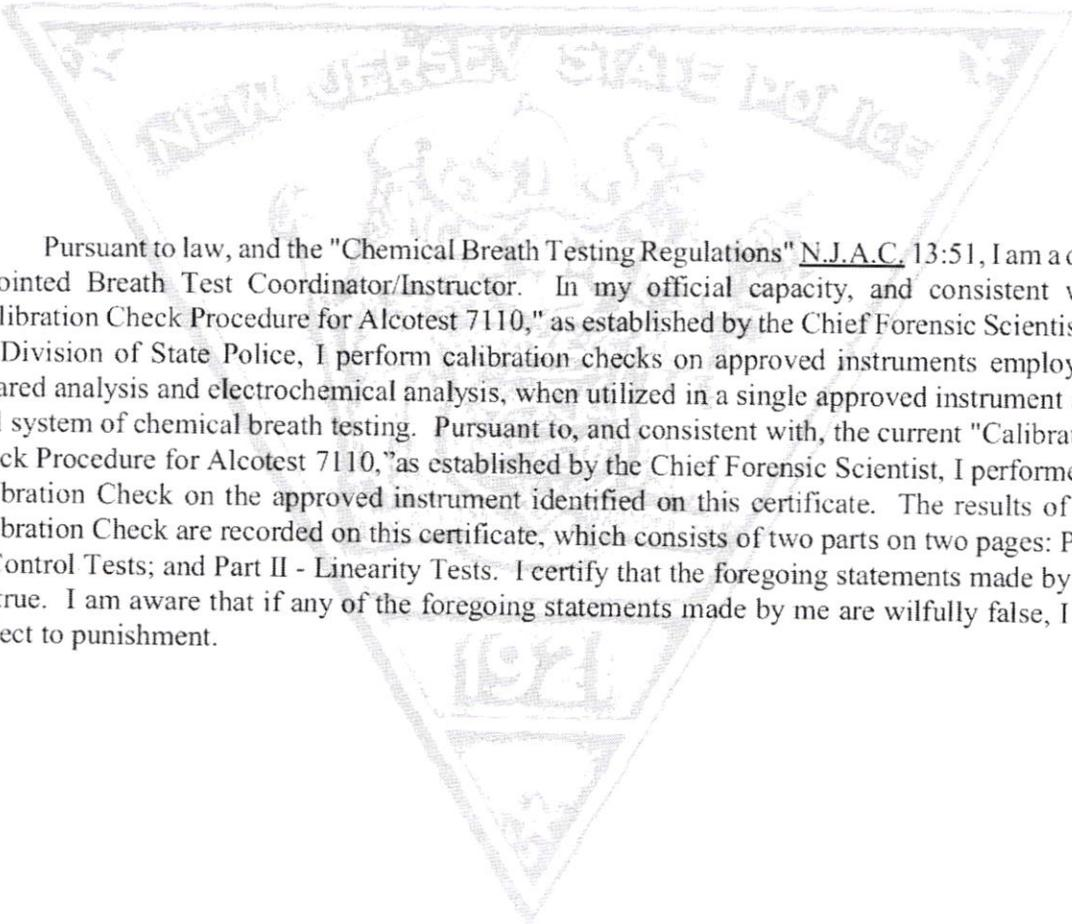 NEW JERSEY STATE POLICE
Pursuant to law, and the "Chemical Breath Testing Regulations" N.J.A.C. 13:51, I am a
ointed Breath Test Coordinator/Instructor. In my official capacity, and consistent
libration Check Procedure for Alcotest 7110," as established by the Chief Forensic Scientis
Division of State Police, I perform calibration checks on approved instruments employ
ared analysis and electrochemical analysis, when utilized in a single approved instrument
system of chemical breath testing. Pursuant to, and consistent with, the current "Calibra
ck Procedure for Alcotest 7110,"as established by the Chief Forensic Scientist, I performe
bration Check on the approved instrument identified on this certificate. The results of
bration Check are recorded on this certificate, which consists of two parts on two pages: P
ontrol Tests; and Part II - Linearity Tests. I certify that the foregoing statements made by
rue. I am aware that if any of the foregoing statements made by me are wilfully false, I
ect to punishment.
1921